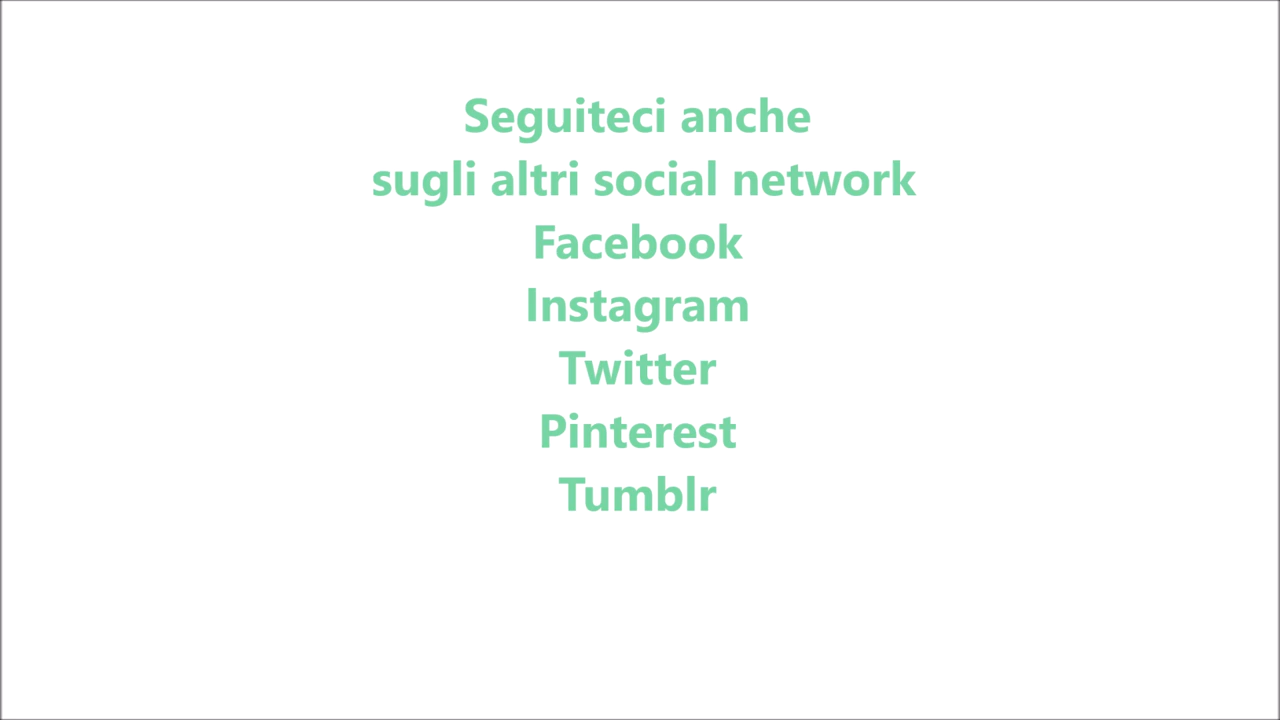 Seguiteci anche
sugli altri social network
Facebook
Instagram
Twitter
Pinterest
Tumblr